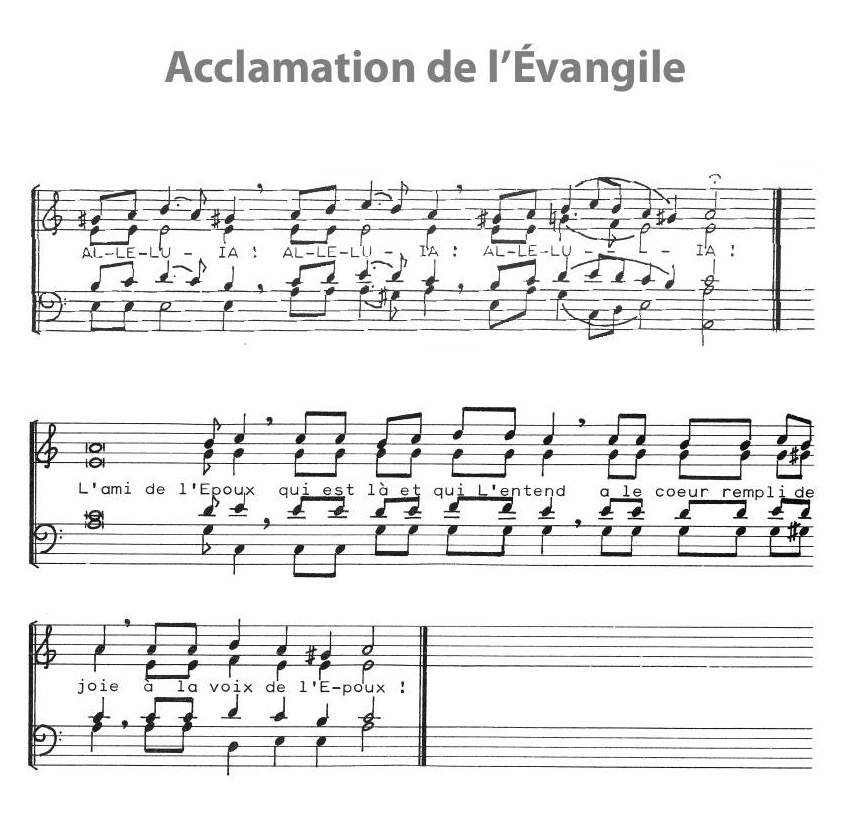 Acclamation de l’Évangile
AL-LE-LU - IA ! AL-LE-LU - IA : AL-LE-LU - L - IA !
L'ami de l'Epoux qui est là et qui L'entend a le coeur rempli de
joie à la voix de l'E-poux !